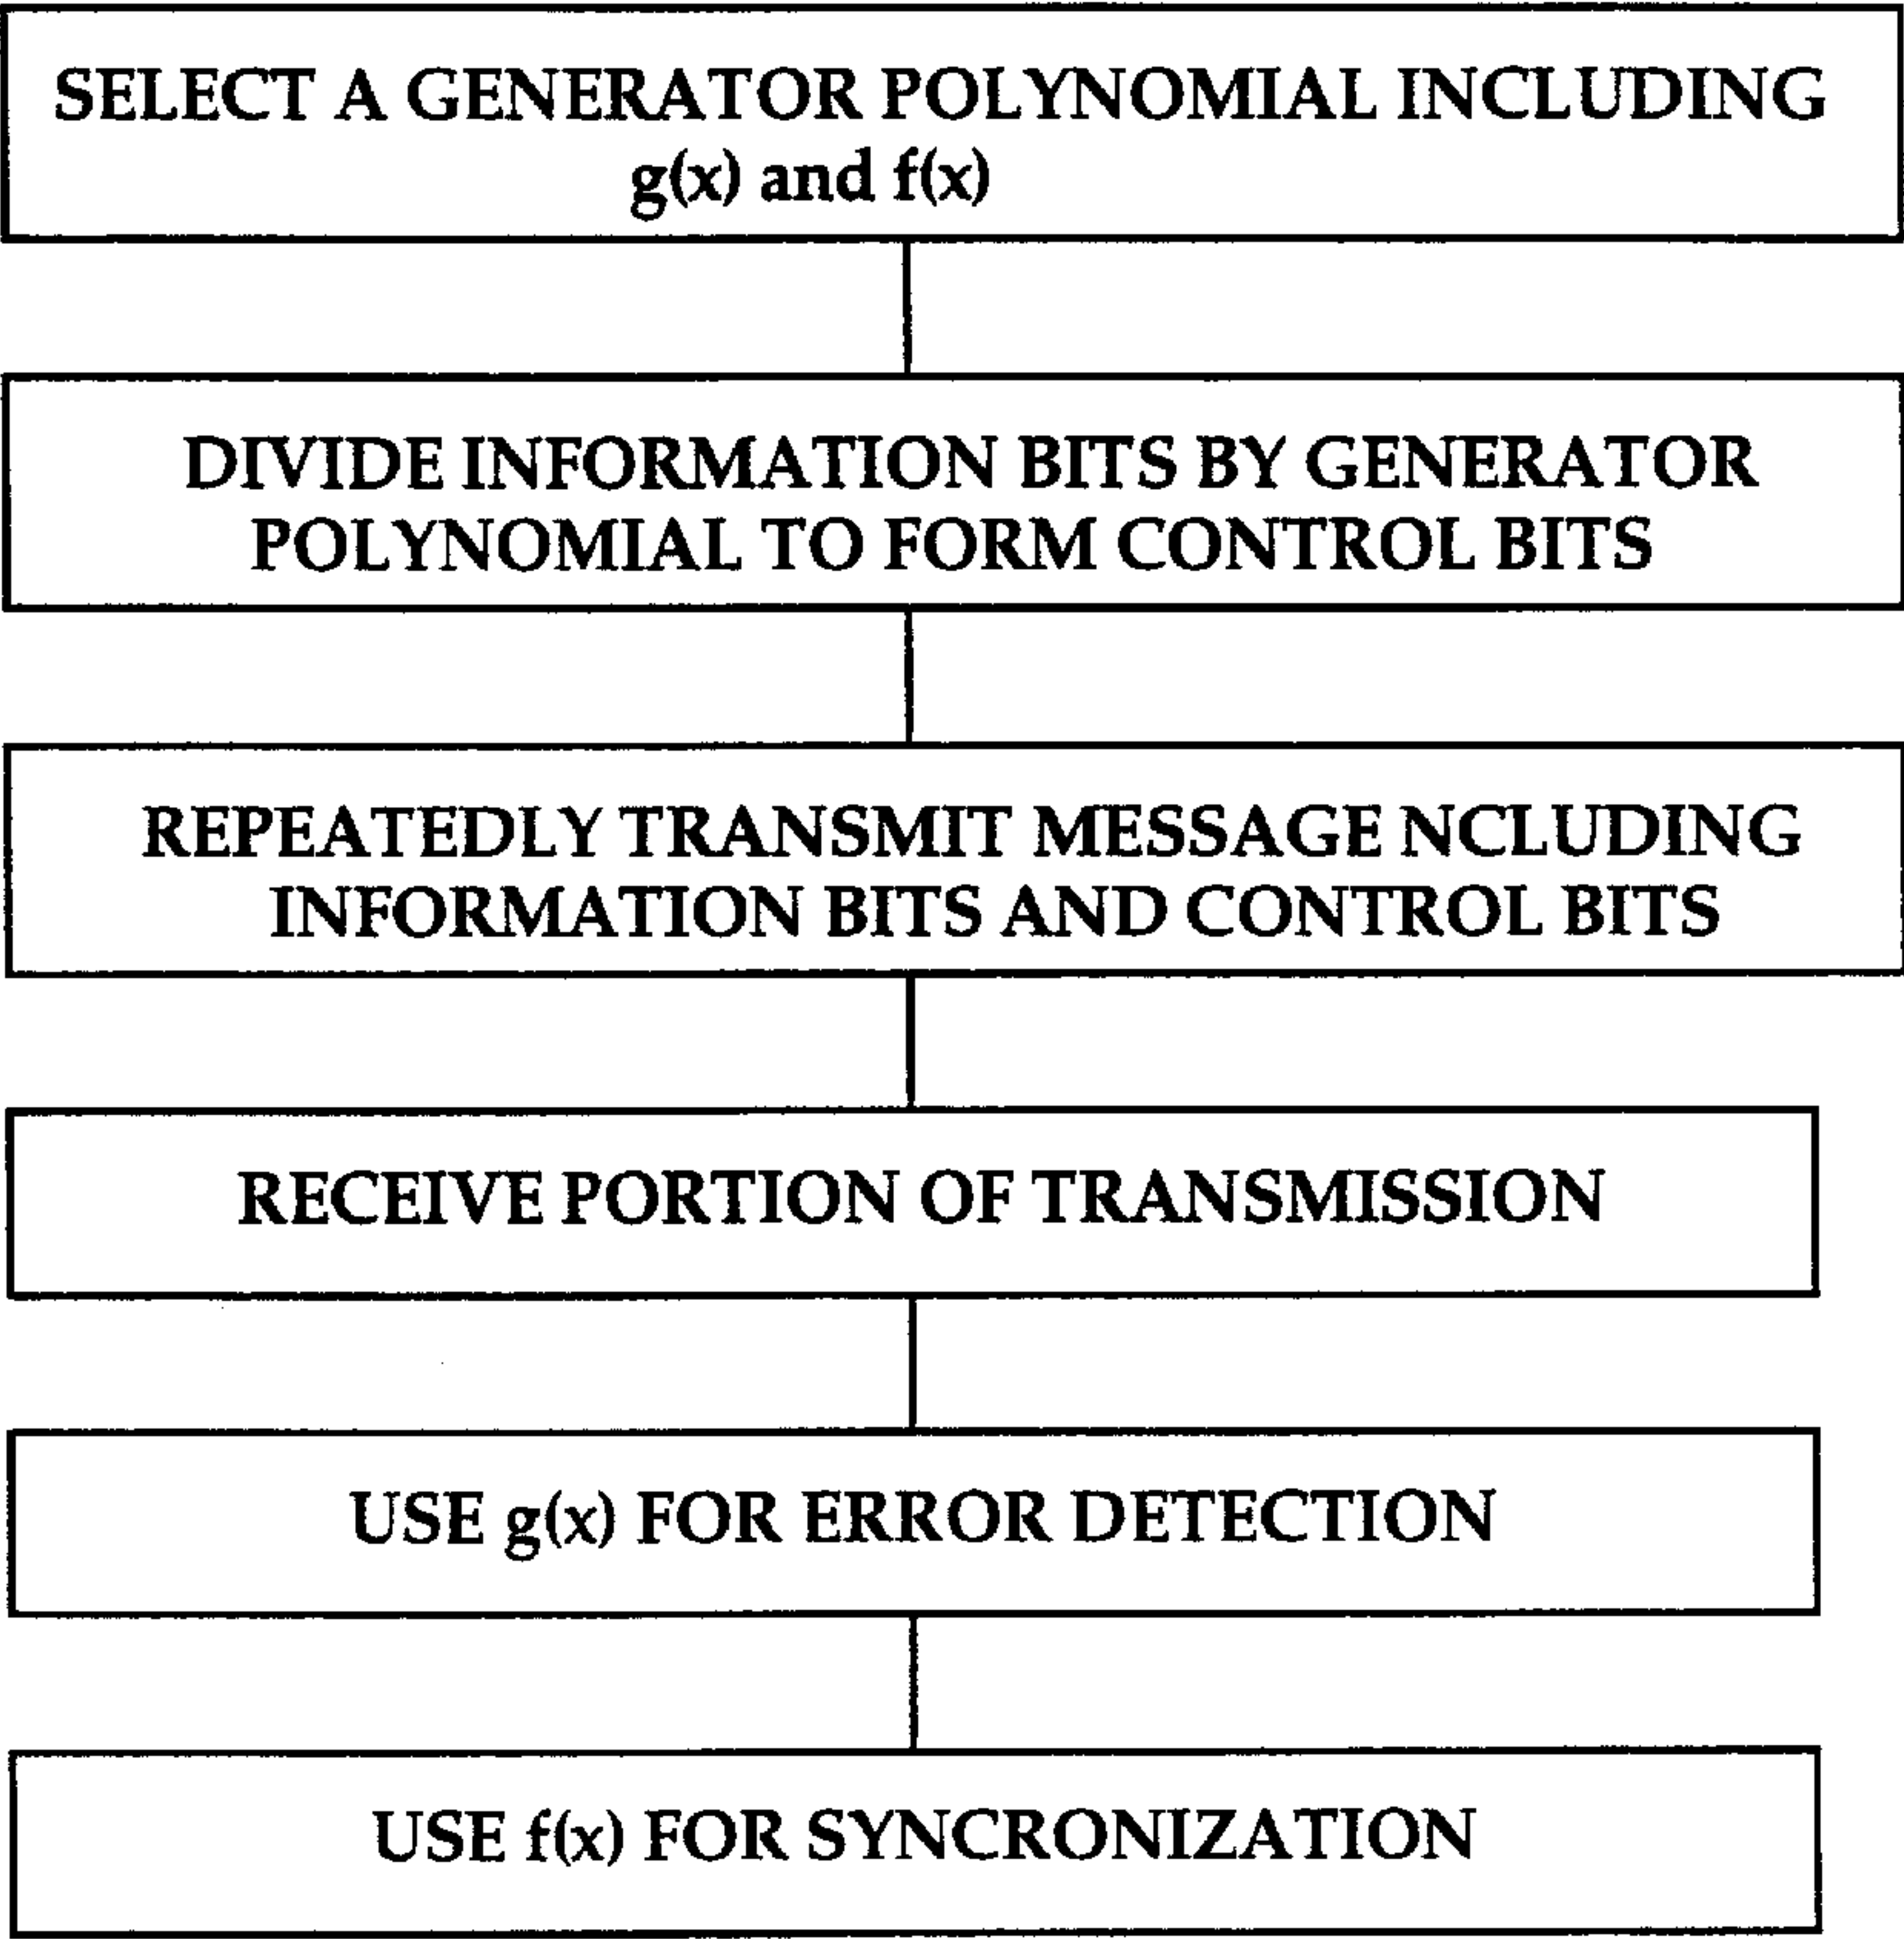 SELECT A GENERATOR POLYNOMIAL INCLUDING
g(x) and f(x)
DIVIDE INFORMATION BITS BY GENERATOR
POLYNOMIAL TO FORM CONTROL BITS
REPEATEDLY TRANSMIT MESSAGE NCLUDING
INFORMATION BITS AND CONTROL BITS
RECEIVE PORTION OF TRANSMISSION
USE g(x) FOR ERROR DETECTION
USE f(x) FOR SYNCRONIZATION